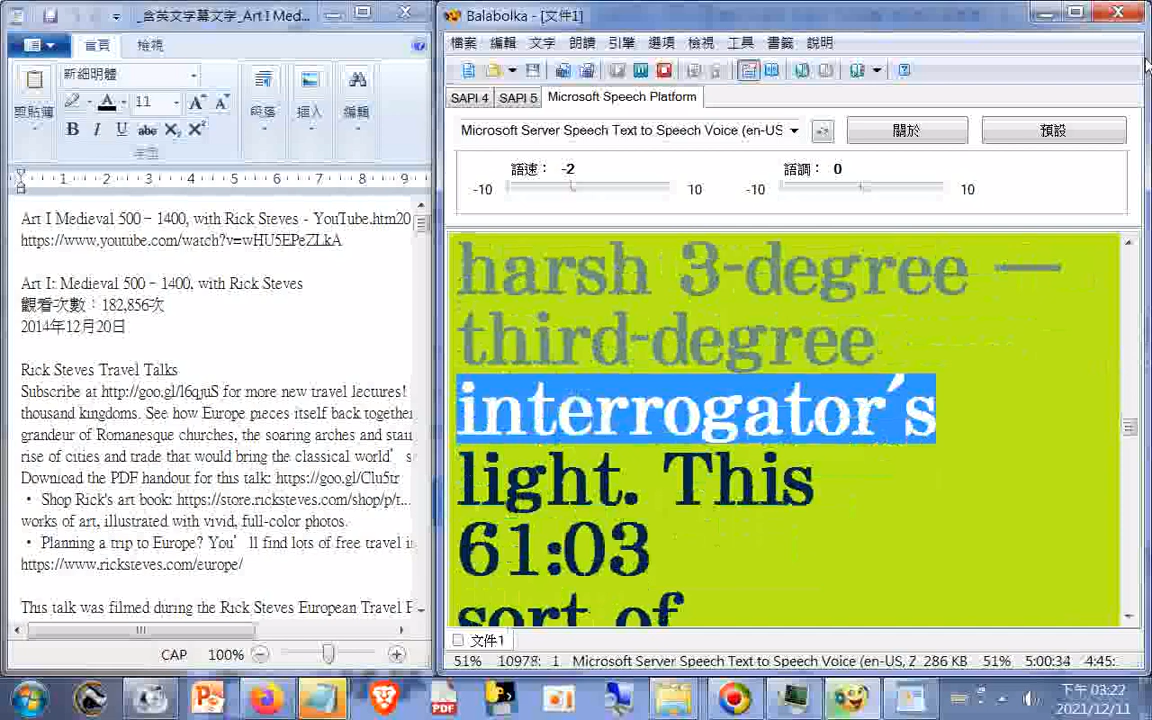 _含英文字幕文字_Art I Med...
首頁
檢視
剪貼簿
新細明體
11
B I U abc X₂ X²
字型
段落
插入
編輯
1 2 3 4 5 6 7 8 9
Art I Medieval 500 – 1400, with Rick Steves - YouTube.htm20
https://www.youtube.com/watch?v=wHU5EPeZLkA
Art I: Medieval 500 – 1400, with Rick Steves
觀看次數：182,856次
2014年12月20日
Rick Steves Travel Talks
Subscribe at http://goo.gl/l6qjuS for more new travel lectures!
thousand kingdoms. See how Europe pieces itself back together
grandeur of Romanesque churches, the soaring arches and stai
rise of cities and trade that would bring the classical world’s
Download the PDF handout for this talk: https://goo.gl/Clu5tr
• Shop Rick's art book: https://store.ricksteves.com/shop/p/t...
works of art, illustrated with vivid, full-color photos.
• Planning a trip to Europe? You’ll find lots of free travel i
https://www.ricksteves.com/europe/
This talk was filmed during the Rick Steves European Travel F
CAP 100%
Balabolka - [文件1]
檔案 編輯 文字 朗讀 引擎 選項 檢視 工具 書籤 說明
SAPI 4 SAPI 5 Microsoft Speech Platform
Microsoft Server Speech Text to Speech Voice (en-US
關於
預設
語速： -2
語調： 0
-10 10 -10 10
harsh 3-degree —
third-degree
interrogator´s
light. This
61:03
sort of
文件1
51% 10978: 1 Microsoft Server Speech Text to Speech Voice (en-US, Z 286 KB 51% 5:00:34 4:45:
PDF
下午 03:22
2021/12/11